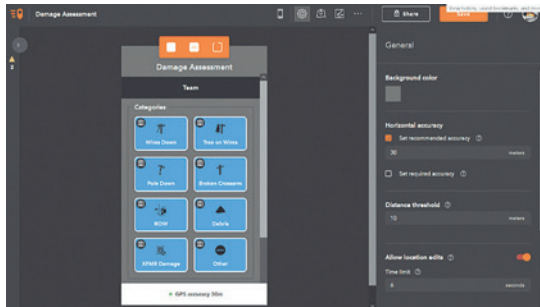 Damage Assessment
Share
Save
2
General
Damage Assessment
Team
Categories
Wires Down
Tree on Wires
Pole Down
Broken Crossarm
ROW
Debris
XFMR Damage
Other
GPS accuracy 30m
Background color
Horizontal accuracy
Set recommended accuracy
30 meters
Set required accuracy
Distance threshold
10 meters
Allow location edits
Time limit
6 seconds